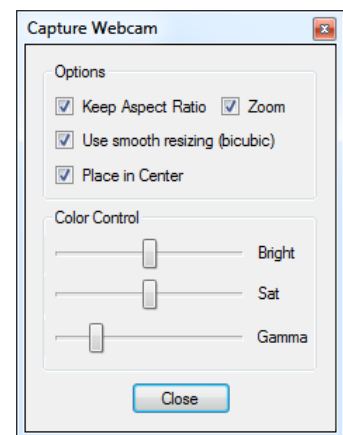 Capture Webcam
Options
Keep Aspect Ratio Zoom
Use smooth resizing (bicubic)
Place in Center
Color Control
Bright
Sat
Gamma
Close